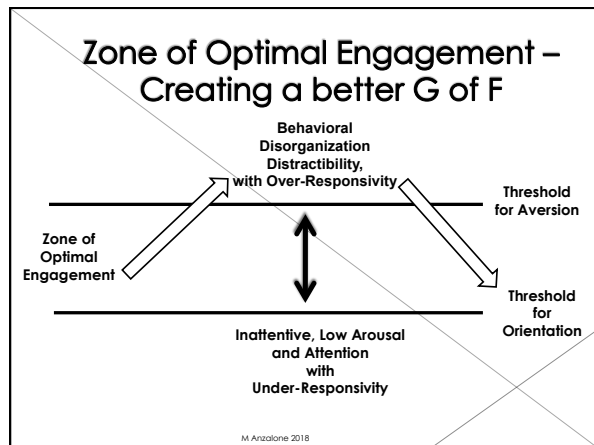 Zone of Optimal Engagement –
Creating a better G of F
Behavioral
Disorganization
Distractibility,
with Over-Responsivity
Threshold
for Aversion
Zone of
Optimal
Engagement
Threshold
for
Orientation
Inattentive, Low Arousal
and Attention
with
Under-Responsivity
M Anzalone 2018